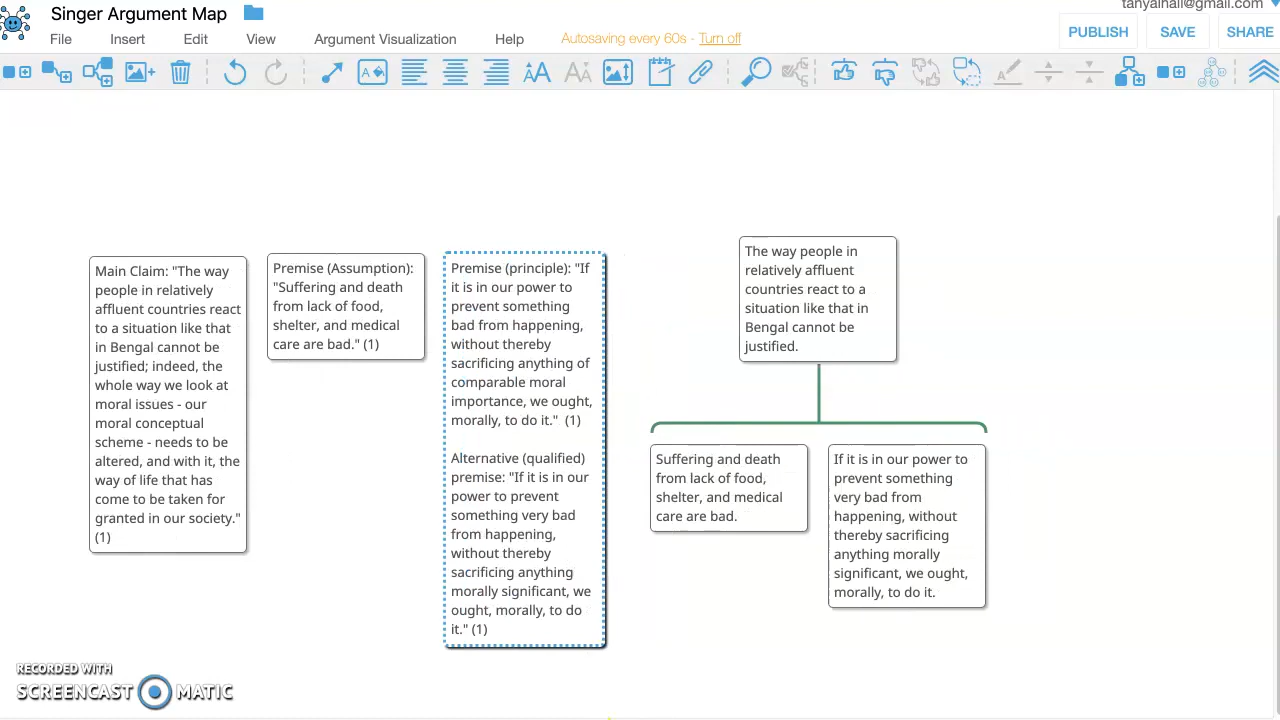 tanyalhall@gmail.com
Singer Argument Map
File Insert Edit View Argument Visualization Help
Autosaving every 60s - Turn off
PUBLISH SAVE SHARE
Main Claim: "The way
people in relatively
affluent countries react
to a situation like that
in Bengal cannot be
justified; indeed, the
whole way we look at
moral issues - our
moral conceptual
scheme - needs to be
altered, and with it, the
way of life that has
come to be taken for
granted in our society."
(1)
Premise (Assumption):
"Suffering and death
from lack of food,
shelter, and medical
care are bad." (1)
Premise (principle): "If
it is in our power to
prevent something
bad from happening,
without thereby
sacrificing anything of
comparable moral
importance, we ought,
morally, to do it."  (1)
Alternative (qualified)
premise: "If it is in our
power to prevent
something very bad
from happening,
without thereby
sacrificing anything
morally significant, we
ought, morally, to do
it." (1)
The way people in
relatively affluent
countries react to a
situation like that in
Bengal cannot be
justified.
Suffering and death
from lack of food,
shelter, and medical
care are bad.
If it is in our power to
prevent something
very bad from
happening, without
thereby sacrificing
anything morally
significant, we ought,
morally, to do it.
RECORDED WITH
SCREENCAST MATIC